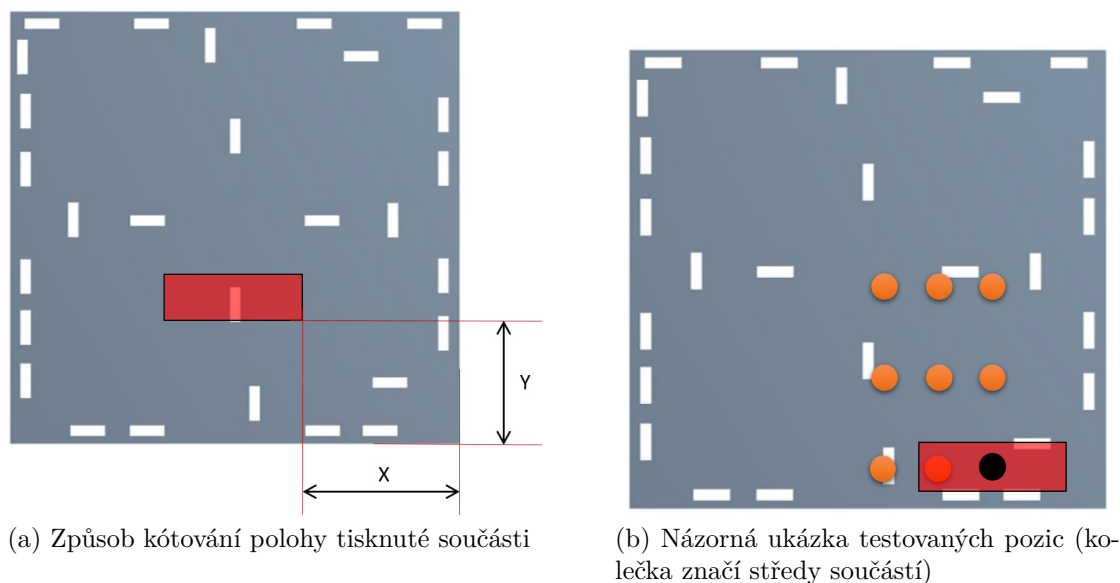 Y
X
(a) Způsob kótování polohy tisknuté součásti
(b) Názorná ukázka testovaných pozic (ko-
lečka značí středy součástí)